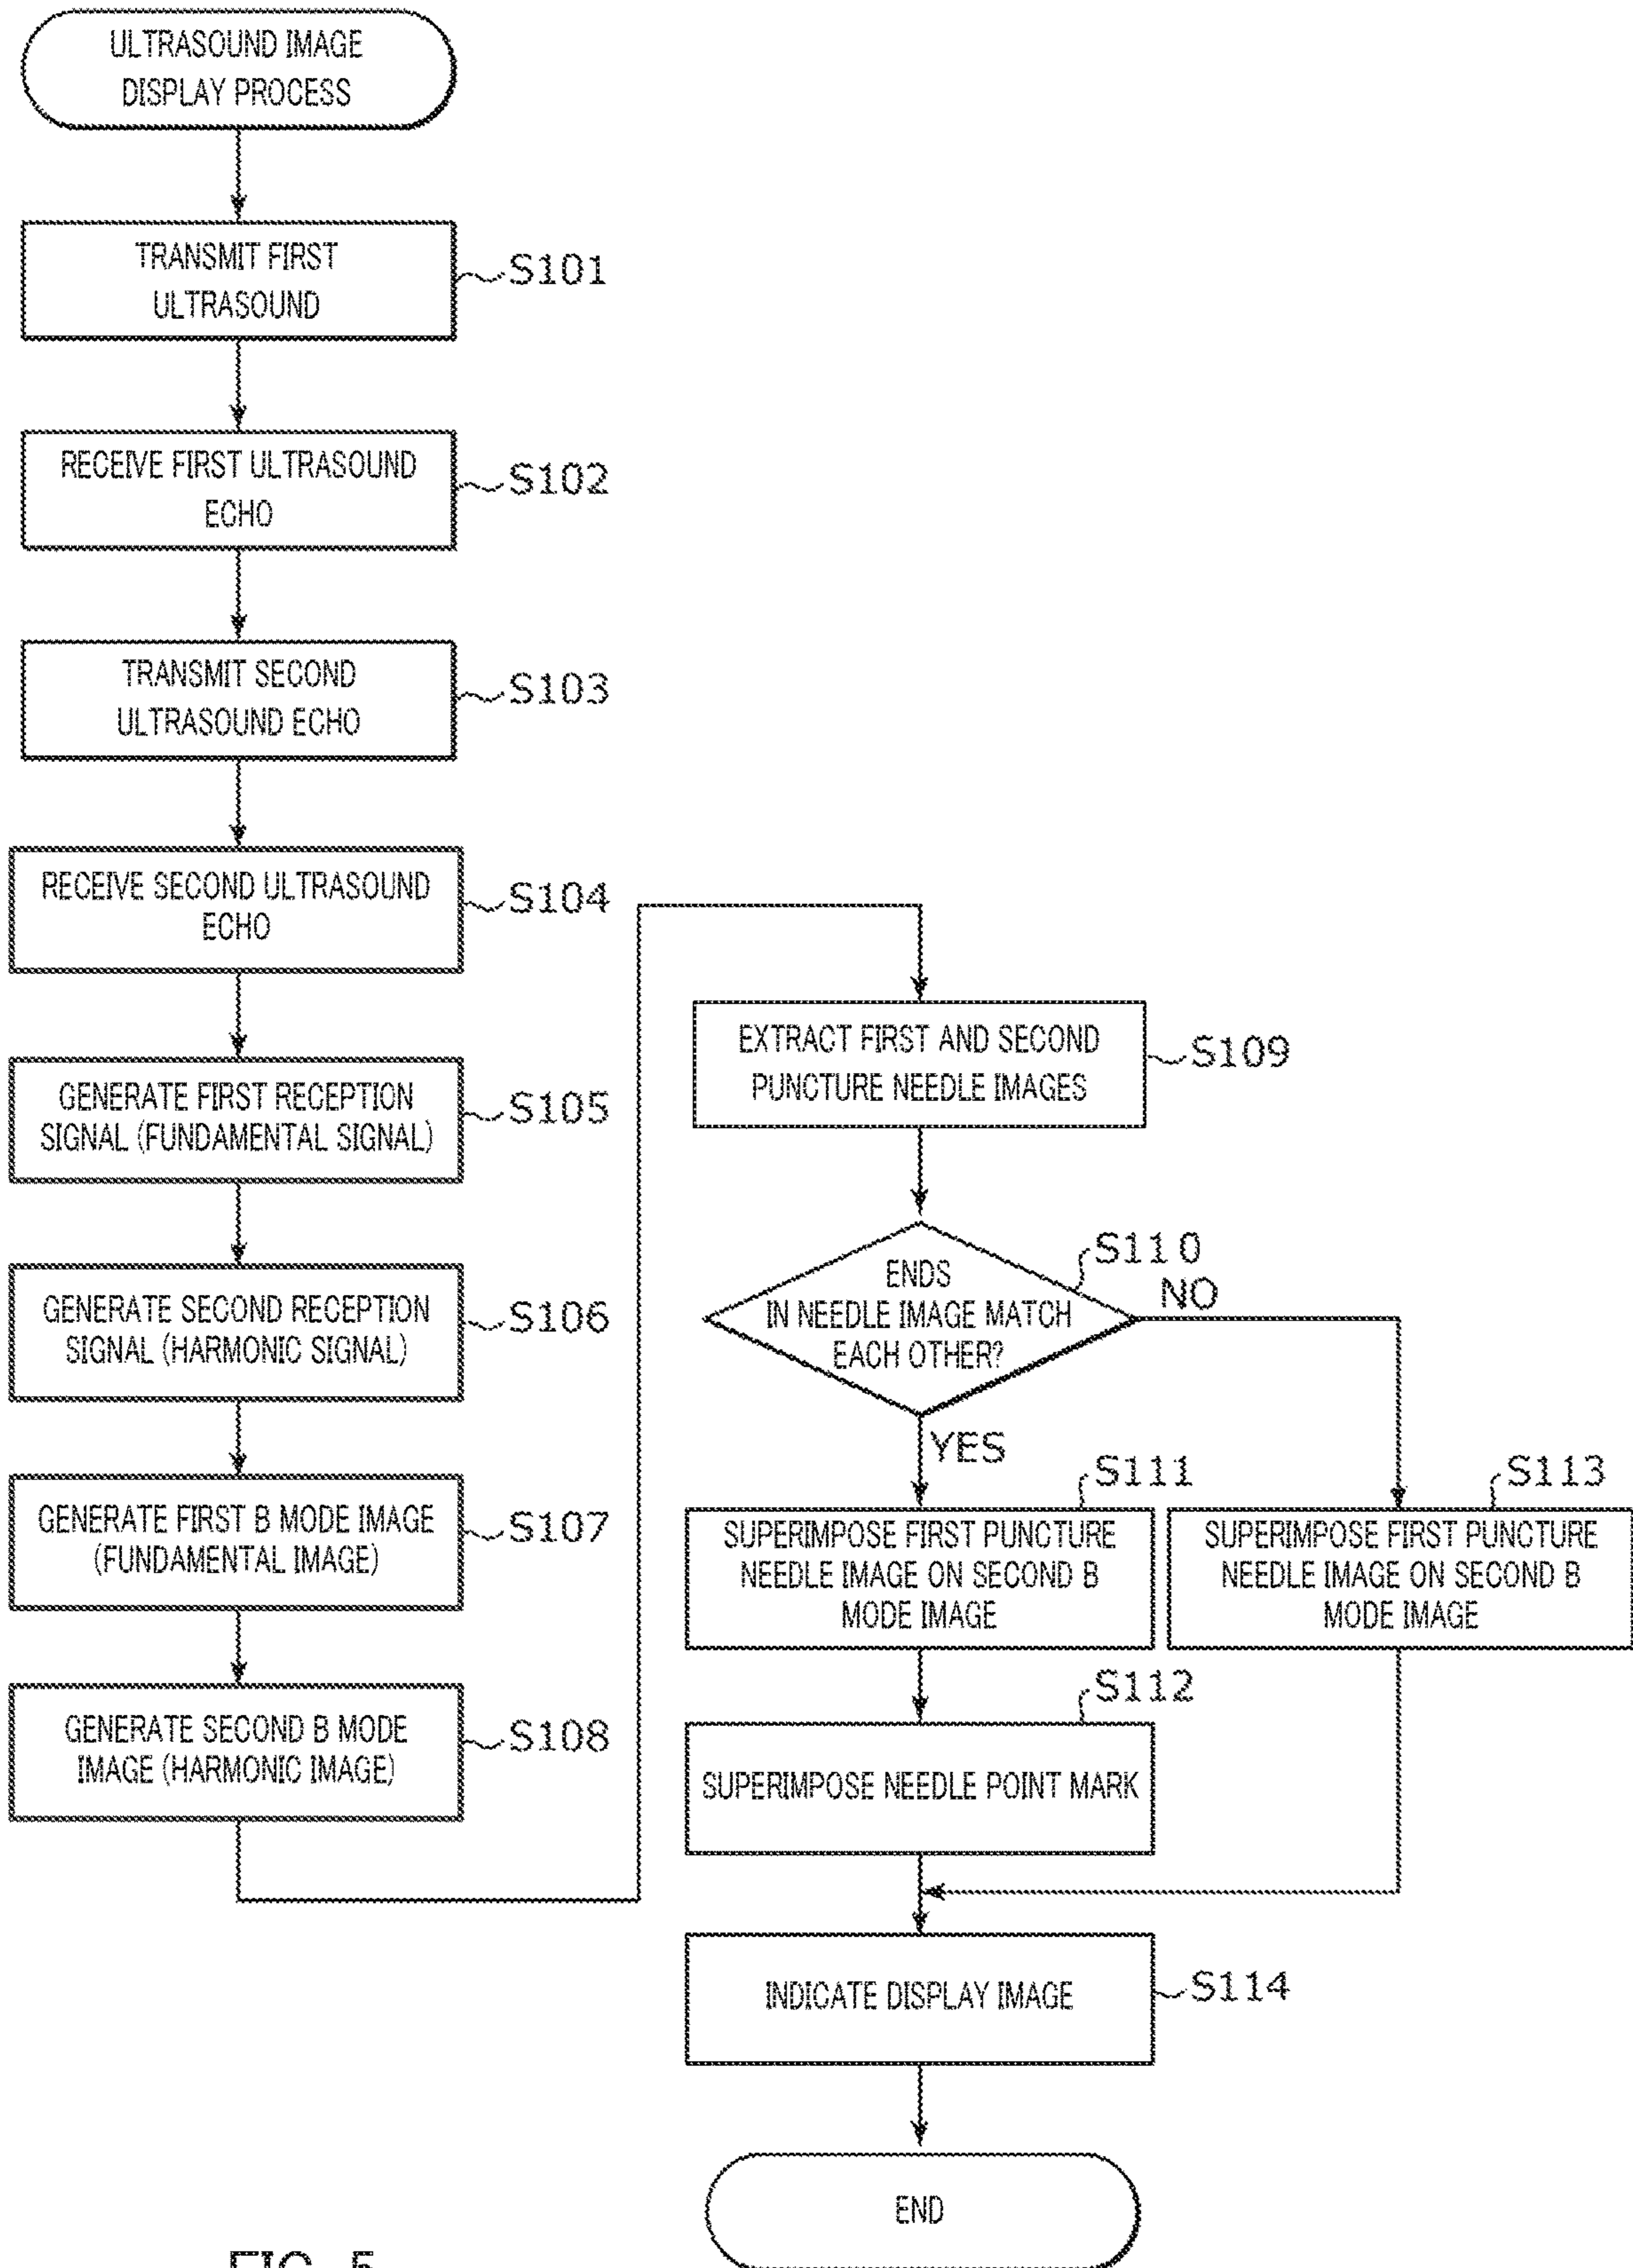 ULTRASOUND IMAGE
DISPLAY PROCESS
TRANSMIT FIRST
ULTRASOUND
S101
RECEIVE FIRST ULTRASOUND
ECHO
S102
TRANSMIT SECOND
ULTRASOUND ECHO
S103
RECEIVE SECOND ULTRASOUND
ECHO
S104
GENERATE FIRST RECEPTION
SIGNAL (FUNDAMENTAL SIGNAL)
S105
GENERATE SECOND RECEPTION
SIGNAL (HARMONIC SIGNAL)
S106
GENERATE FIRST B MODE IMAGE
(FUNDAMENTAL IMAGE)
S107
GENERATE SECOND B MODE
IMAGE (HARMONIC IMAGE)
S108
EXTRACT FIRST AND SECOND
PUNCTURE NEEDLE IMAGES
S109
ENDS
IN NEEDLE IMAGE MATCH
EACH OTHER?
S110
NO
YES
S111
SUPERIMPOSE FIRST PUNCTURE
NEEDLE IMAGE ON SECOND B
MODE IMAGE
S113
SUPERIMPOSE FIRST PUNCTURE
NEEDLE IMAGE ON SECOND B
MODE IMAGE
S112
SUPERIMPOSE NEEDLE POINT MARK
INDICATE DISPLAY IMAGE
S114
END
FIG. 5